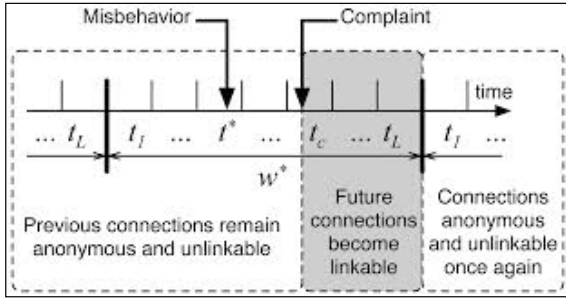 Misbehavior Complaint
time
... t_L t_I ... t* ... t_c ... t_L t_I ...
w*
Previous connections remain
anonymous and unlinkable
Future
connections
become
linkable
Connections
anonymous
and unlinkable
once again